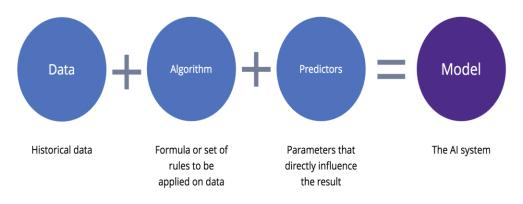 Data
Algorithm
Predictors
Model
Historical data
Formula or set of
rules to be
applied on data
Parameters that
directly influence
the result
The AI system